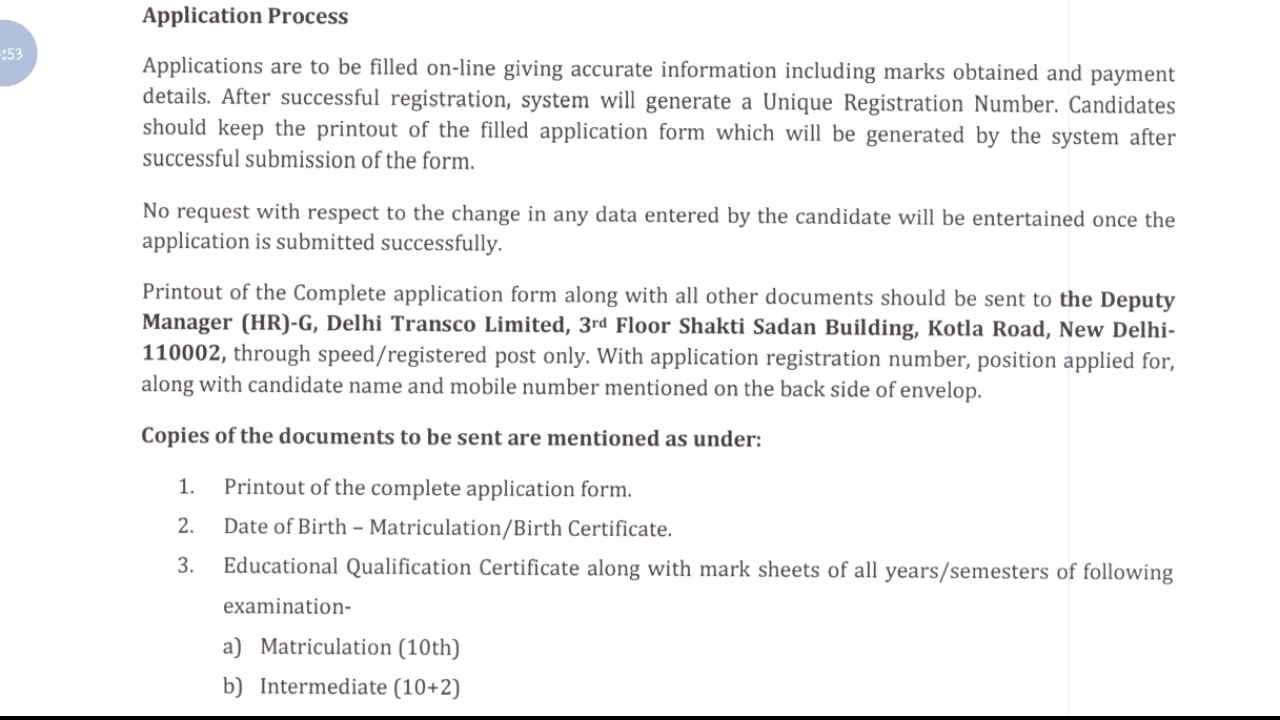 Application Process
:53
Applications are to be filled on-line giving accurate information including marks obtained and payment
details. After successful registration, system will generate a Unique Registration Number. Candidates
should keep the printout of the filled application form which will be generated by the system after
successful submission of the form.
No request with respect to the change in any data entered by the candidate will be entertained once the
application is submitted successfully.
Printout of the Complete application form along with all other documents should be sent to the Deputy
Manager (HR)-G, Delhi Transco Limited, 3rd Floor Shakti Sadan Building, Kotla Road, New Delhi-
110002, through speed/registered post only. With application registration number, position applied for,
along with candidate name and mobile number mentioned on the back side of envelop.
Copies of the documents to be sent are mentioned as under:
1. Printout of the complete application form.
2. Date of Birth – Matriculation/Birth Certificate.
3. Educational Qualification Certificate along with mark sheets of all years/semesters of following
examination-
a) Matriculation (10th)
b) Intermediate (10+2)